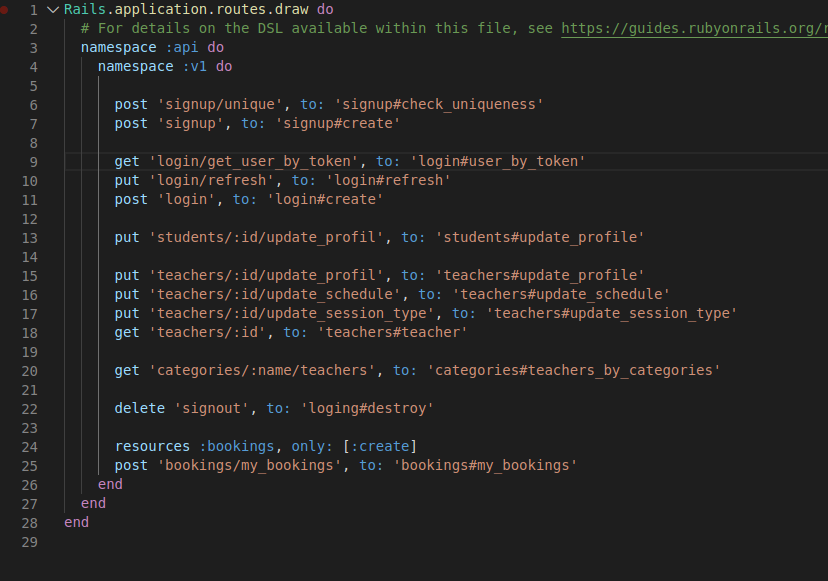 1 Rails.application.routes.draw do
2 # For details on the DSL available within this file, see https://guides.rubyonrails.org/
3 namespace :api do
4 namespace :v1 do
5
6 post 'signup/unique', to: 'signup#check_uniqueness'
7 post 'signup', to: 'signup#create'
8
9 get 'login/get_user_by_token', to: 'login#user_by_token'
10 put 'login/refresh', to: 'login#refresh'
11 post 'login', to: 'login#create'
12
13 put 'students/:id/update_profil', to: 'students#update_profile'
14
15 put 'teachers/:id/update_profil', to: 'teachers#update_profile'
16 put 'teachers/:id/update_schedule', to: 'teachers#update_schedule'
17 put 'teachers/:id/update_session_type', to: 'teachers#update_session_type'
18 get 'teachers/:id', to: 'teachers#teacher'
19
20 get 'categories/:name/teachers', to: 'categories#teachers_by_categories'
21
22 delete 'signout', to: 'loging#destroy'
23
24 resources :bookings, only: [:create]
25 post 'bookings/my_bookings', to: 'bookings#my_bookings'
26 end
27 end
28 end
29